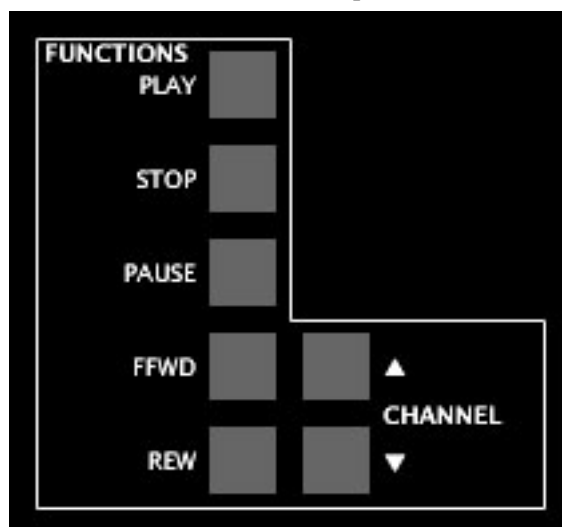 FUNCTIONS
PLAY
STOP
PAUSE
FFWD
▲
CHANNEL
REW
▼